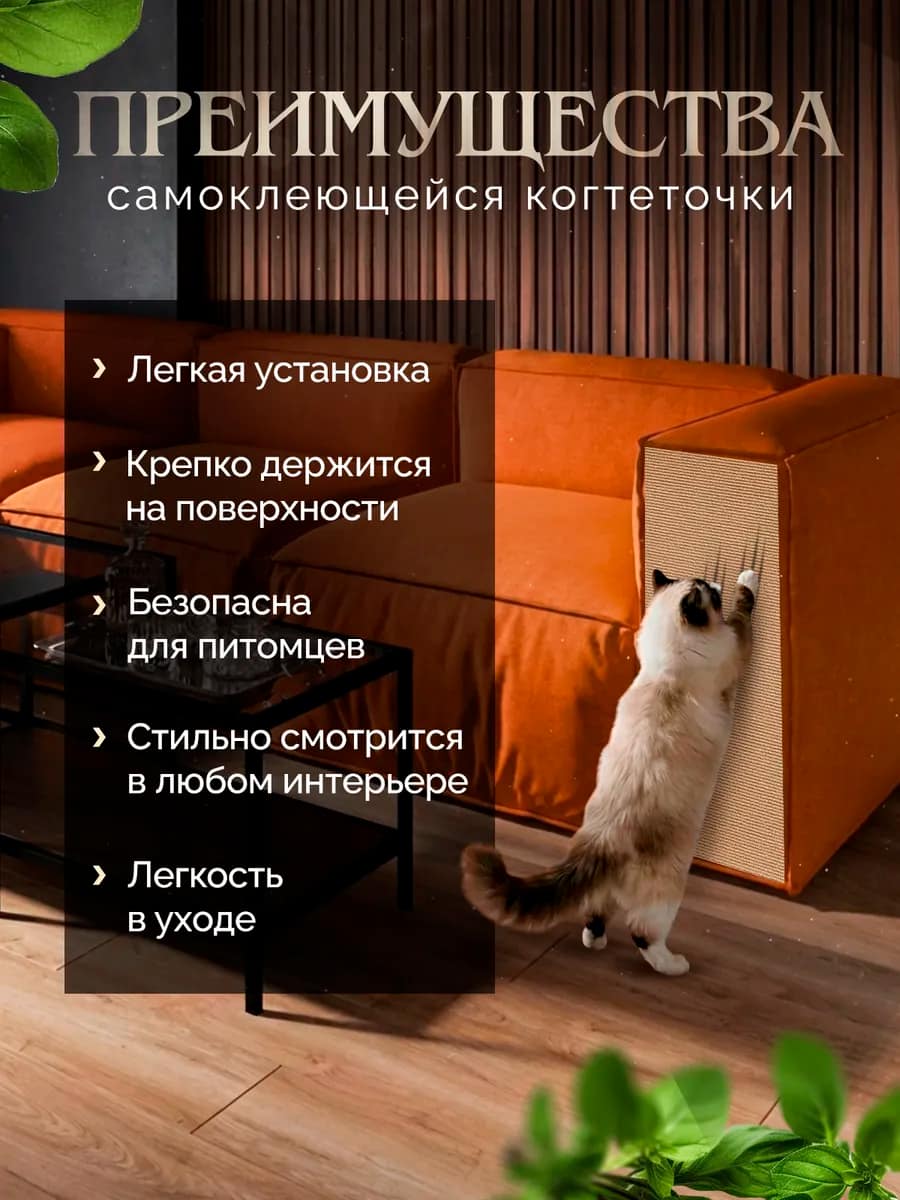 ПРЕИМУЩЕСТВА
самоклеющейся когтеточки
› Легкая установка
› Крепко держится
на поверхности
› Безопасна
для питомцев
› Стильно смотрится
в любом интерьере
› Легкость
в уходе